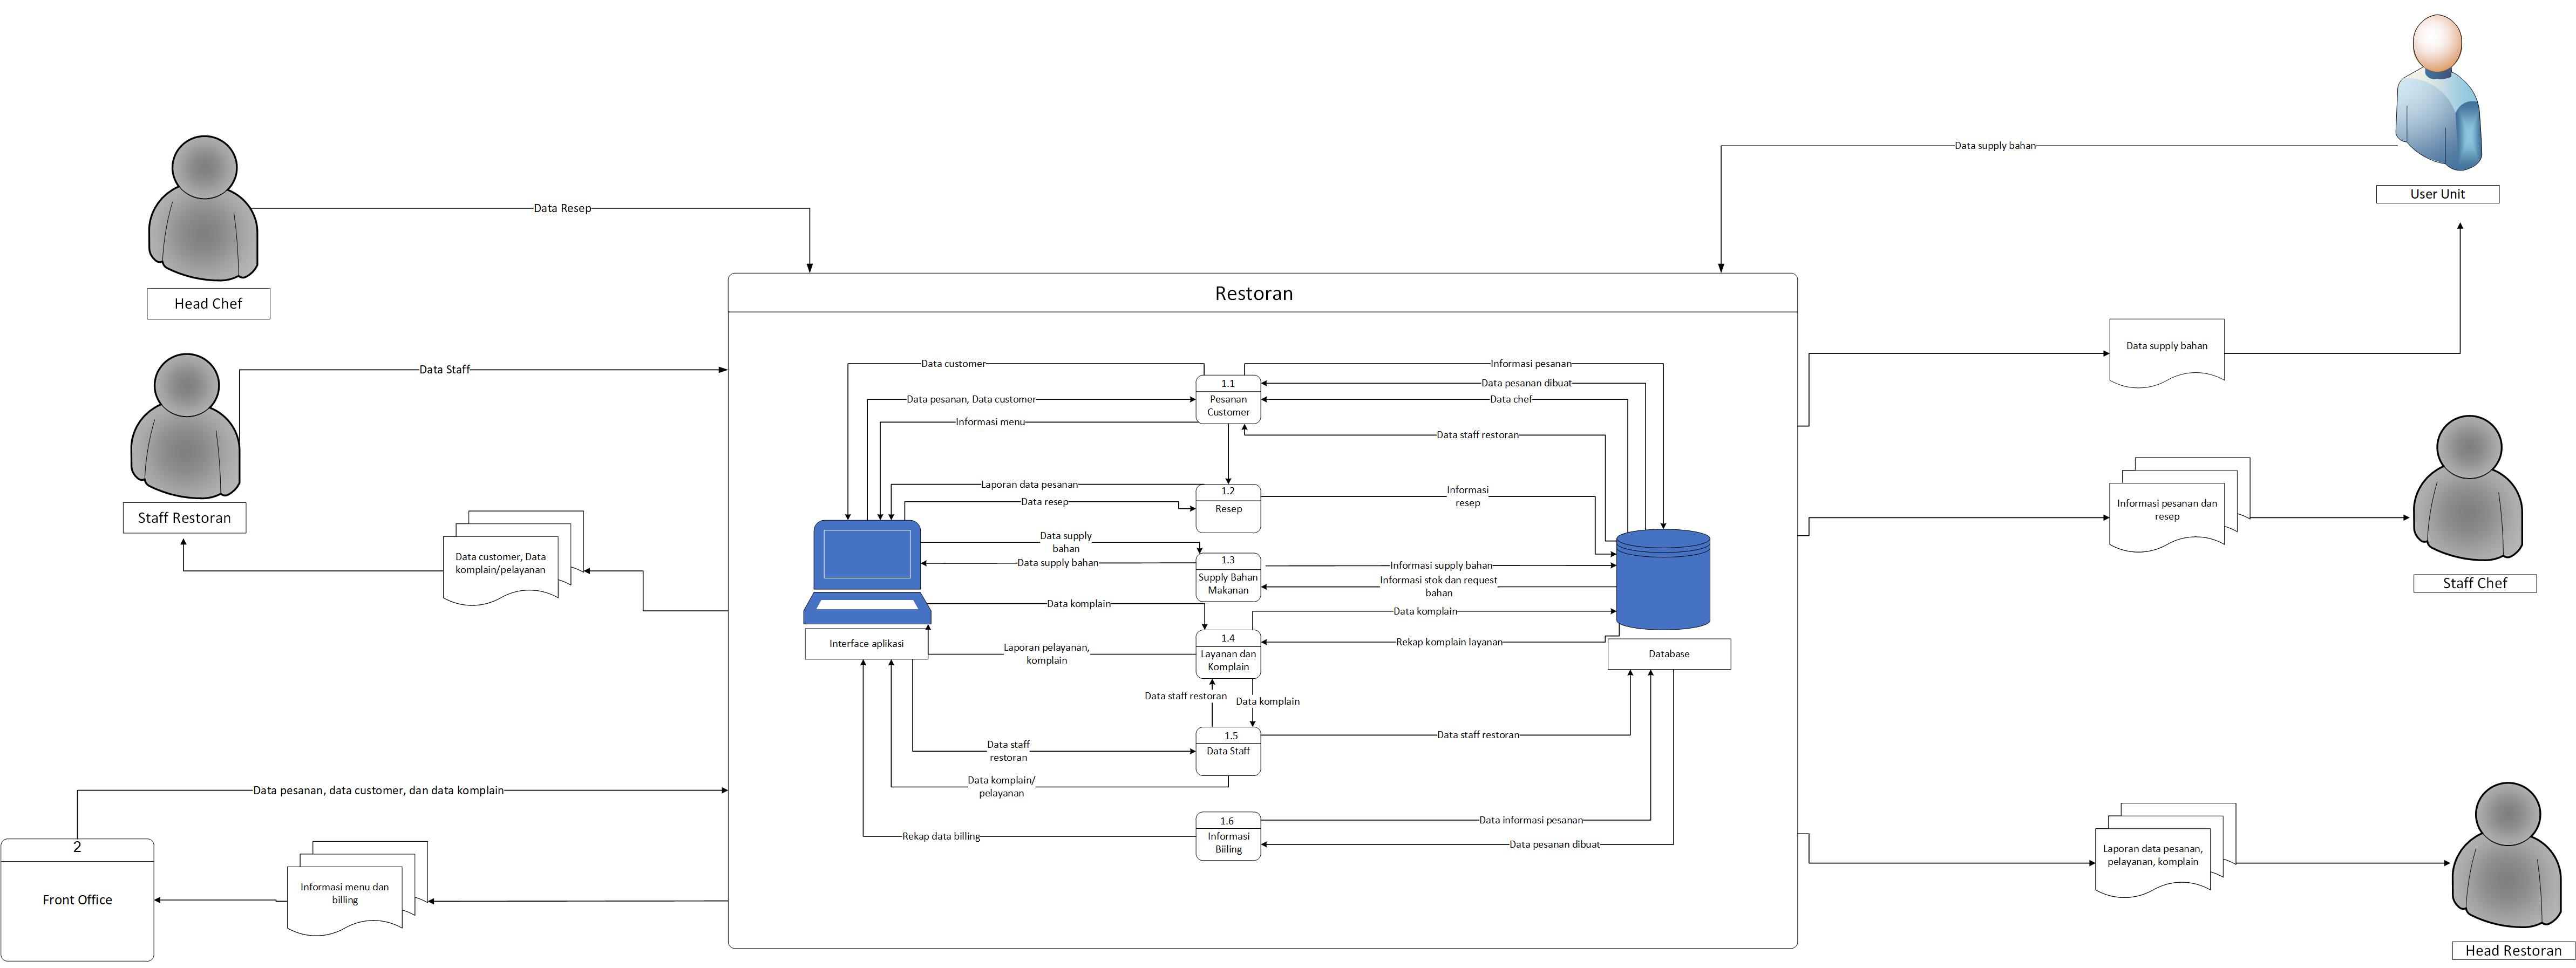 User Unit
Data supply bahan
Head Chef
Data Resep
Staff Restoran
Data Staff
Data customer, Data
komplain/pelayanan
Data pesanan, data customer, dan data komplain
2
Front Office
Informasi menu dan
billing
Restoran
Data customer
Informasi pesanan
1.1
Pesanan
Customer
Data pesanan dibuat
Data pesanan, Data customer
Data chef
Informasi menu
Data staff restoran
Laporan data pesanan
1.2
Resep
Informasi
resep
Data resep
Data supply
bahan
1.3
Supply Bahan
Makanan
Data supply bahan
Informasi supply bahan
Informasi stok dan request
bahan
Data komplain
Data komplain
Interface aplikasi
1.4
Layanan dan
Komplain
Rekap komplain layanan
Laporan pelayanan,
komplain
Database
Data staff restoran
Data komplain
1.5
Data Staff
Data staff restoran
Data staff
restoran
Data komplain/
pelayanan
1.6
Informasi
Biiling
Data informasi pesanan
Rekap data billing
Data pesanan dibuat
Data supply bahan
Informasi pesanan dan
resep
Staff Chef
Laporan data pesanan,
pelayanan, komplain
Head Restoran